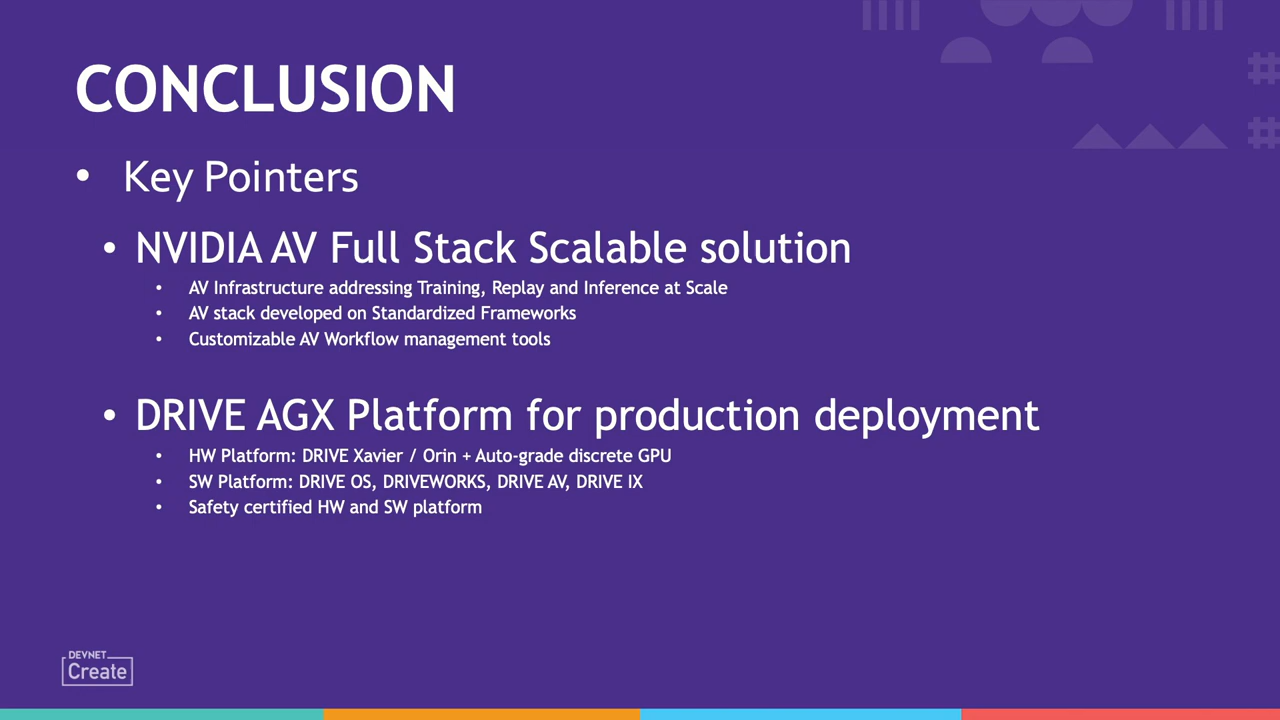 CONCLUSION
• Key Pointers
• NVIDIA AV Full Stack Scalable solution
• AV Infrastructure addressing Training, Replay and Inference at Scale
• AV stack developed on Standardized Frameworks
• Customizable AV Workflow management tools
• DRIVE AGX Platform for production deployment
• HW Platform: DRIVE Xavier / Orin + Auto-grade discrete GPU
• SW Platform: DRIVE OS, DRIVEWORKS, DRIVE AV, DRIVE IX
• Safety certified HW and SW platform
DEVNET
Create